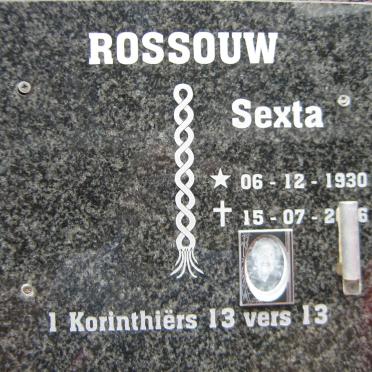 ROSSOUW
Sexta
★ 06 - 12 - 1930
✝ 15 - 07 -
1 Korinthiërs 13 vers 13